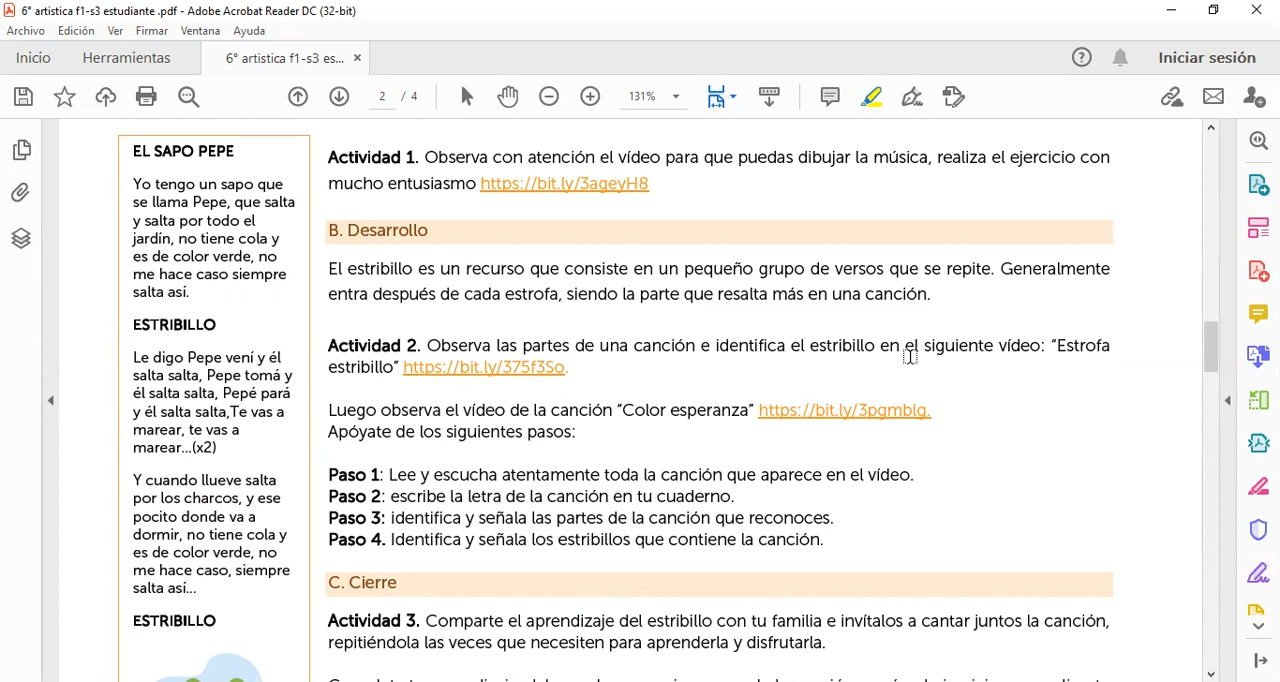 6° artistica f1-s3 estudiante .pdf - Adobe Acrobat Reader DC (32-bit)
Archivo Edición Ver Firmar Ventana Ayuda
Inicio Herramientas 6° artistica f1-s3 es... × Iniciar sesión
2 / 4 131%
EL SAPO PEPE
Yo tengo un sapo que
se llama Pepe, que salta
y salta por todo el
jardín, no tiene cola y
es de color verde, no
me hace caso siempre
salta así.
ESTRIBILLO
Le digo Pepe vení y él
salta salta, Pepe tomá y
él salta salta, Pepé pará
y él salta salta,Te vas a
marear, te vas a
marear...(x2)
Y cuando llueve salta
por los charcos, y ese
pocito donde va a
dormir, no tiene cola y
es de color verde, no
me hace caso, siempre
salta así...
ESTRIBILLO
Actividad 1. Observa con atención el vídeo para que puedas dibujar la música, realiza el ejercicio con
mucho entusiasmo https://bit.ly/3ageyH8
B. Desarrollo
El estribillo es un recurso que consiste en un pequeño grupo de versos que se repite. Generalmente
entra después de cada estrofa, siendo la parte que resalta más en una canción.
Actividad 2. Observa las partes de una canción e identifica el estribillo en el siguiente vídeo: “Estrofa
estribillo” https://bit.ly/375f3So.
Luego observa el vídeo de la canción “Color esperanza” https://bit.ly/3pgmblg.
Apóyate de los siguientes pasos:
Paso 1: Lee y escucha atentamente toda la canción que aparece en el vídeo.
Paso 2: escribe la letra de la canción en tu cuaderno.
Paso 3: identifica y señala las partes de la canción que reconoces.
Paso 4. Identifica y señala los estribillos que contiene la canción.
C. Cierre
Actividad 3. Comparte el aprendizaje del estribillo con tu familia e invítalos a cantar juntos la canción,
repitiéndola las veces que necesiten para aprenderla y disfrutarla.